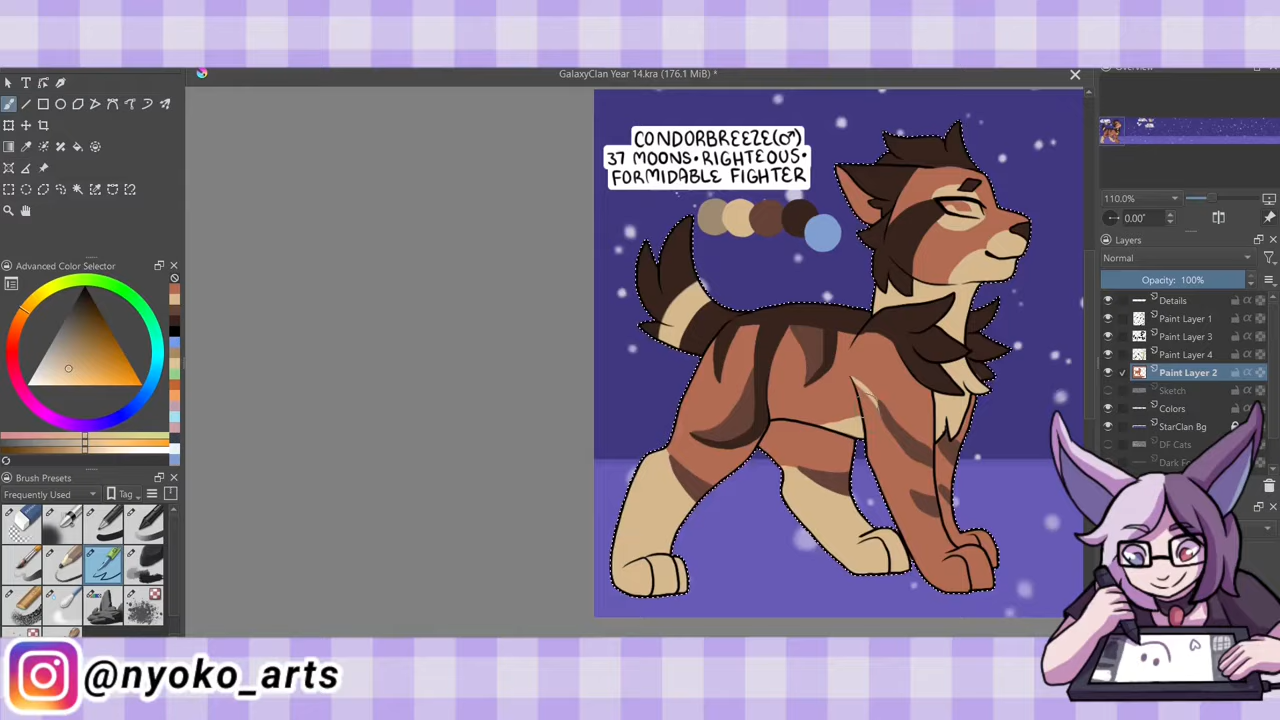 GalaxyClan Year 14.kra (176.1 MiB) *
CONDORBREEZE(♂)
37 MOONS•RIGHTEOUS•
FORMIDABLE FIGHTER
Advanced Color Selector
Brush Presets
Frequently Used
Tag
110.0%
0.00°
Layers
Normal
Opacity: 100%
Details
Paint Layer 1
Paint Layer 3
Paint Layer 4
Paint Layer 2
Sketch
Colors
StarClan Bg
DF Cats
@nyoko_arts